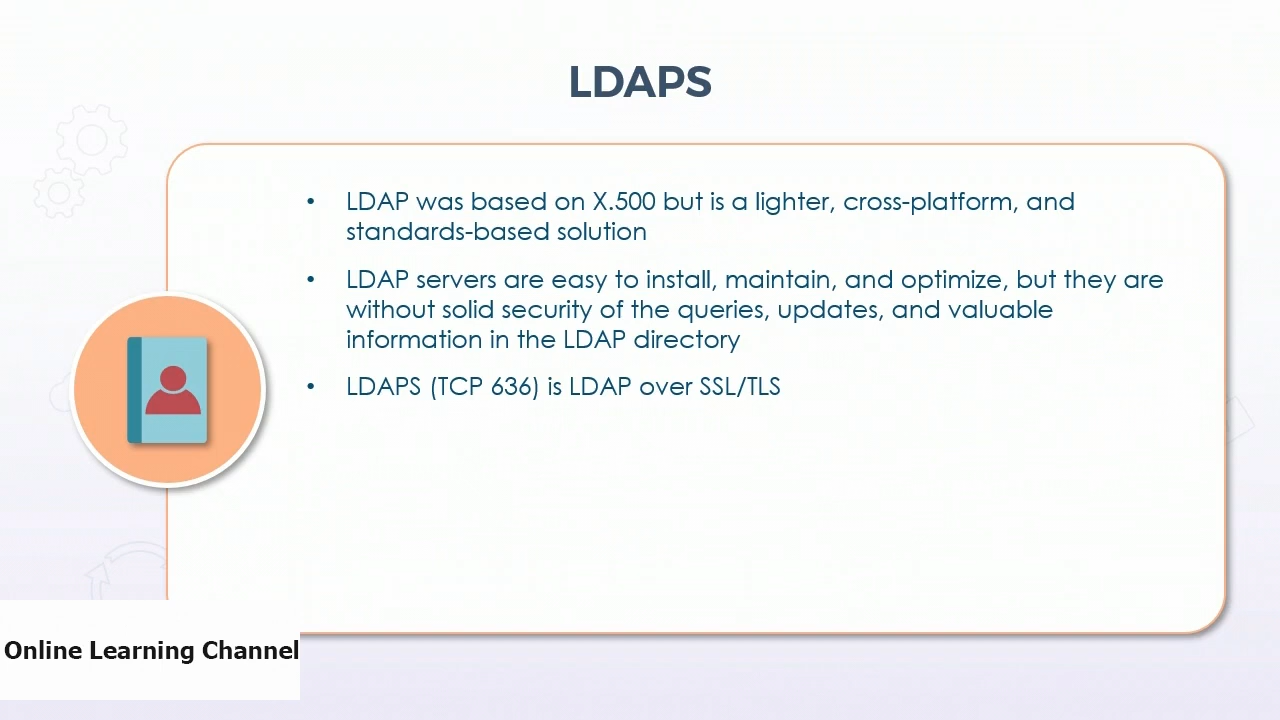 LDAPS
• LDAP was based on X.500 but is a lighter, cross-platform, and
standards-based solution
• LDAP servers are easy to install, maintain, and optimize, but they are
without solid security of the queries, updates, and valuable
information in the LDAP directory
• LDAPS (TCP 636) is LDAP over SSL/TLS
Online Learning Channel